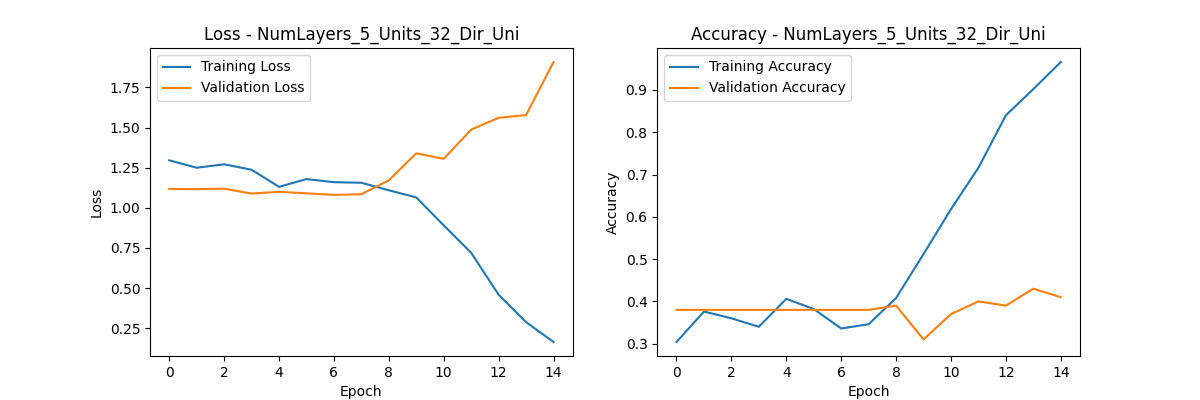 Loss - NumLayers_5_Units_32_Dir_Uni
Training Loss
Validation Loss
1.75
1.50
1.25
1.00
0.75
0.50
0.25
Loss
0 2 4 6 8 10 12 14
Epoch
Accuracy - NumLayers_5_Units_32_Dir_Uni
Training Accuracy
Validation Accuracy
0.9
0.8
0.7
0.6
0.5
0.4
0.3
Accuracy
0 2 4 6 8 10 12 14
Epoch